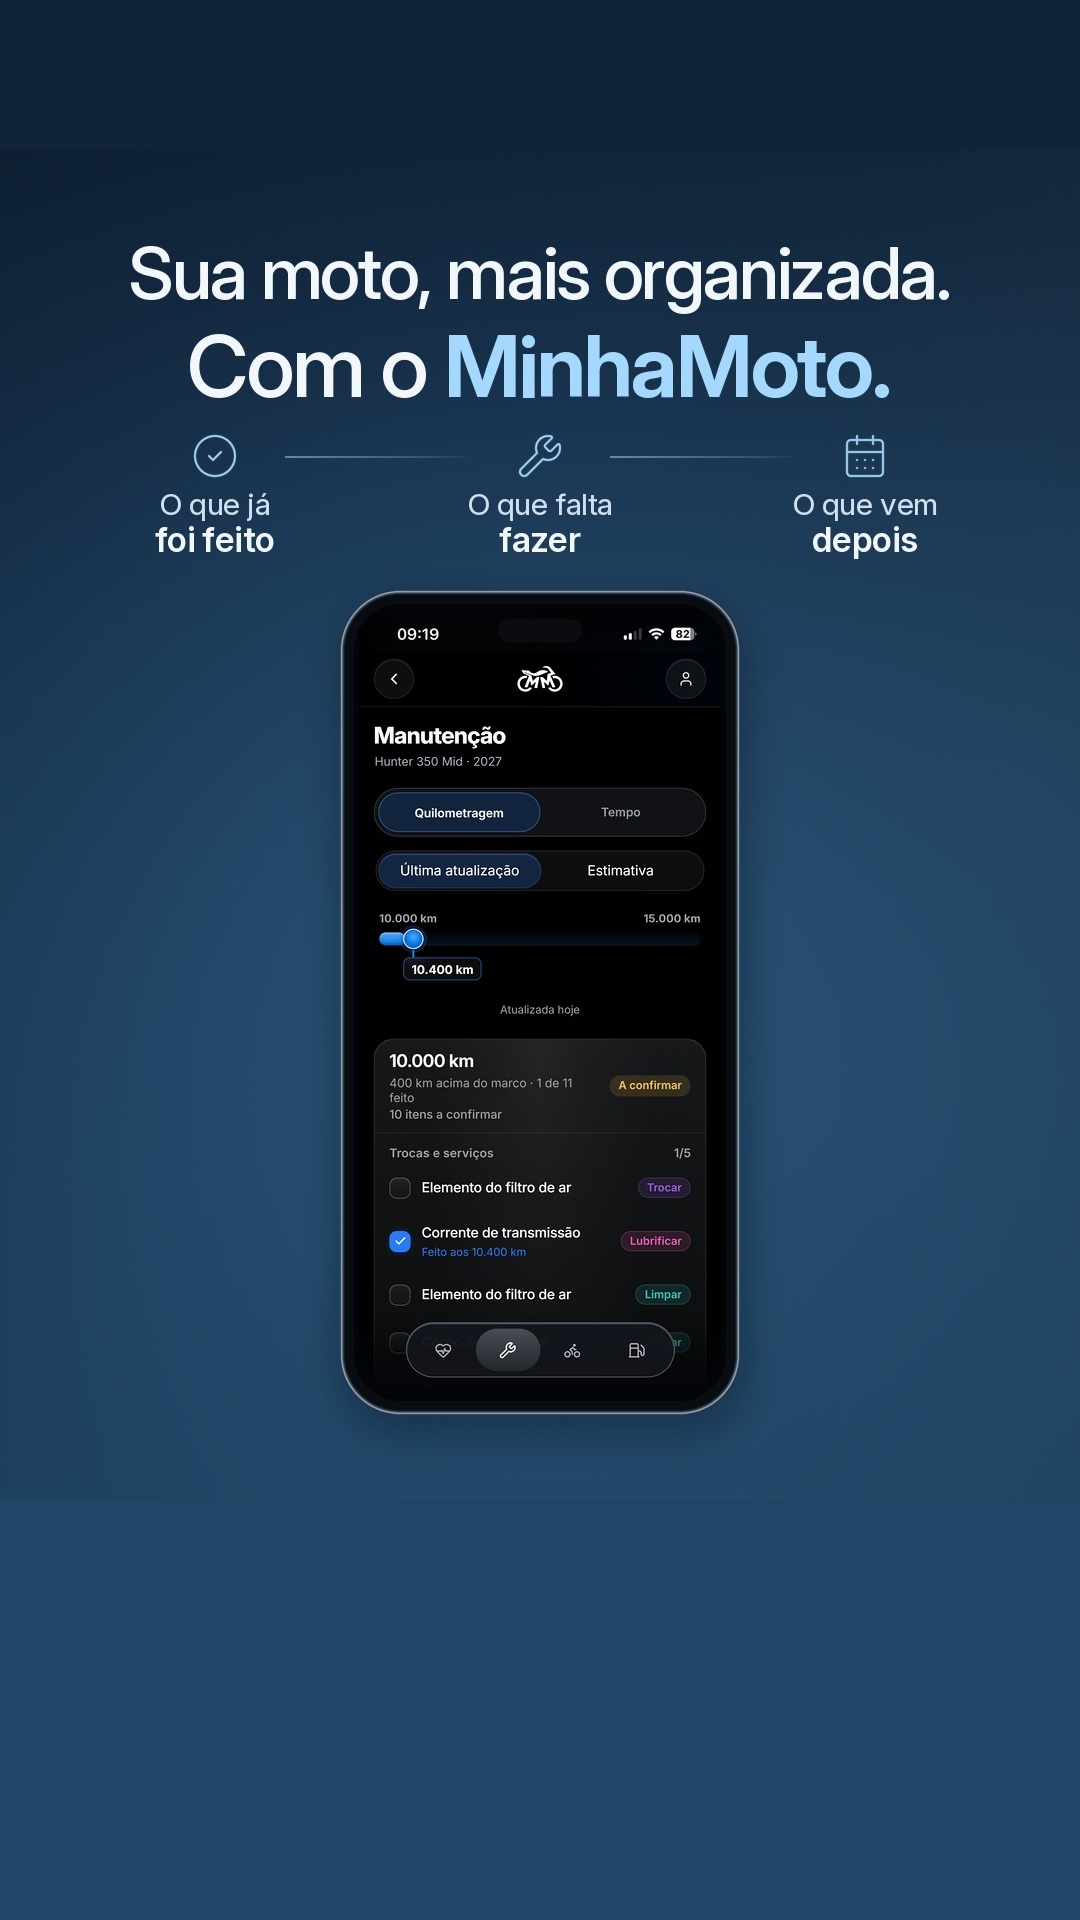 Sua moto, mais organizada.
Com o MinhaMoto.
O que já
foi feito
O que falta
fazer
O que vem
depois
09:19
82
MM
Manutenção
Hunter 350 Mid · 2027
Quilometragem
Tempo
Última atualização
Estimativa
10.000 km
15.000 km
10.400 km
Atualizada hoje
10.000 km
400 km acima do marco · 1 de 11
feito
10 itens a confirmar
A confirmar
Trocas e serviços
1/5
Elemento do filtro de ar
Trocar
Corrente de transmissão
Feito aos 10.400 km
Lubrificar
Elemento do filtro de ar
Limpar